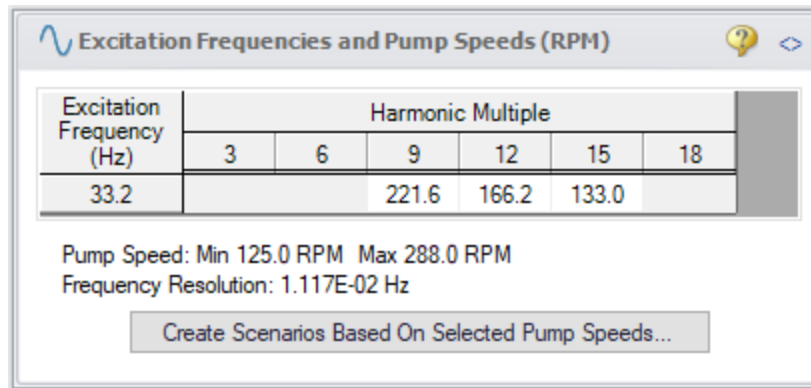 Excitation Frequencies and Pump Speeds (RPM)
? <>
Excitation Frequency (Hz) Harmonic Multiple
3 6 9 12 15 18
33.2 221.6 166.2 133.0
Pump Speed: Min 125.0 RPM Max 288.0 RPM
Frequency Resolution: 1.117E-02 Hz
Create Scenarios Based On Selected Pump Speeds...